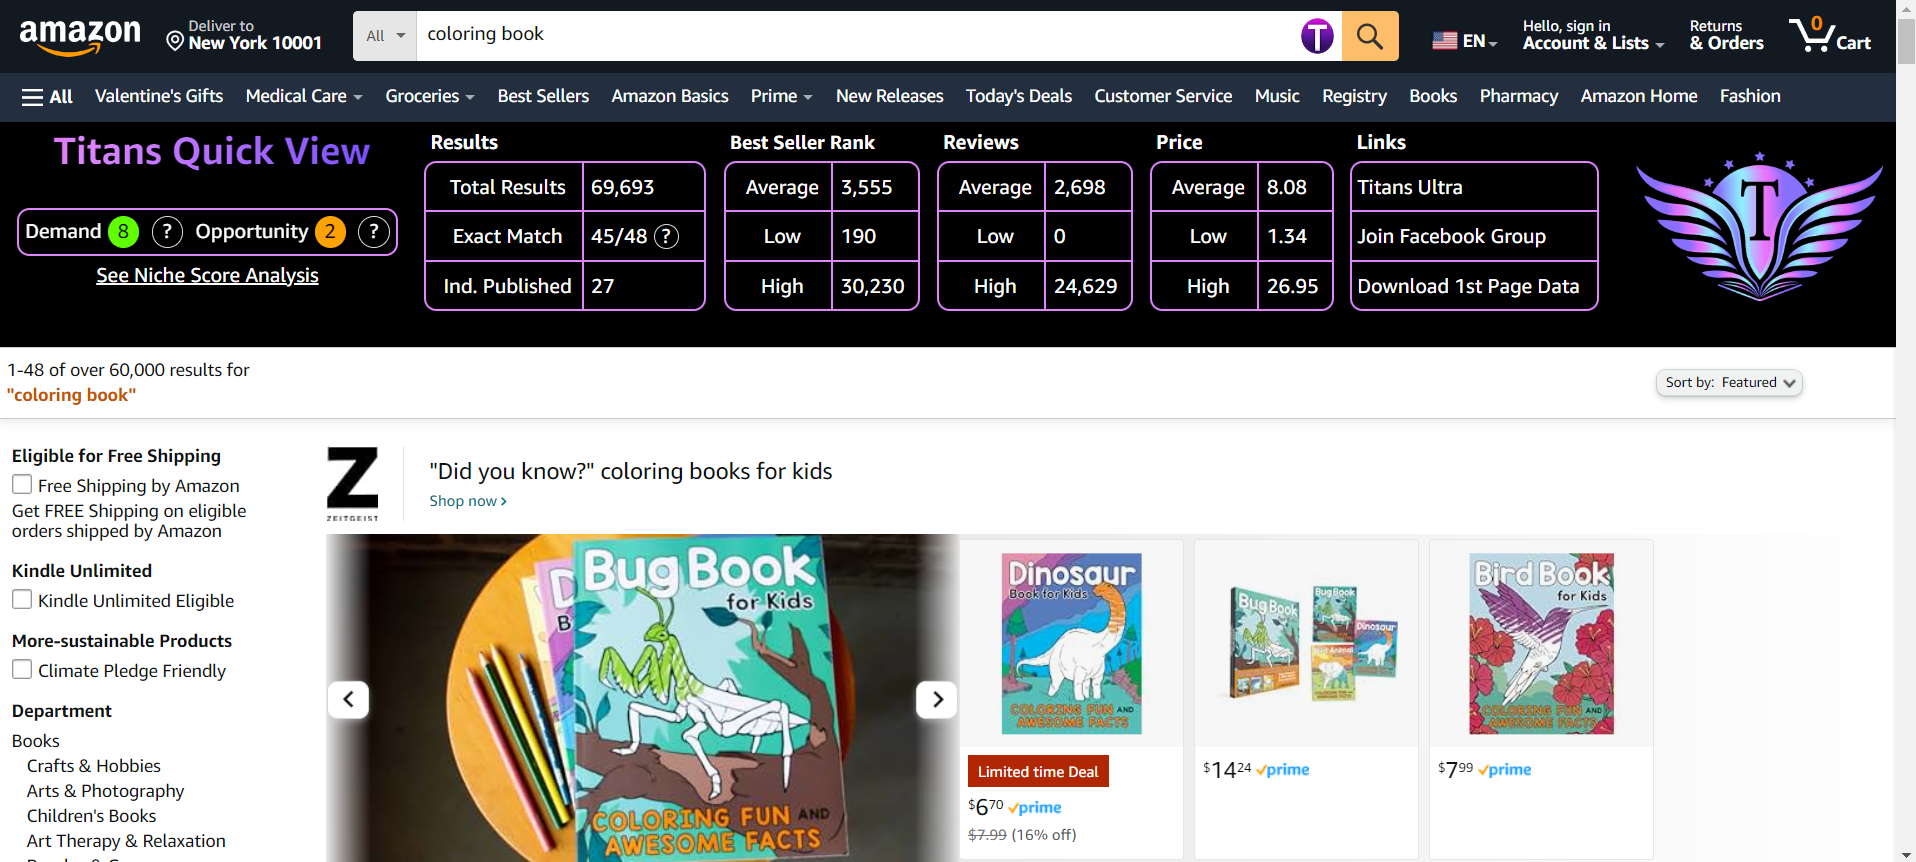 amazon
Deliver to
New York 10001
All
coloring book
T
EN
Hello, sign in
Account & Lists
Returns
& Orders
0
Cart
All
Valentine's Gifts
Medical Care
Groceries
Best Sellers
Amazon Basics
Prime
New Releases
Today's Deals
Customer Service
Music
Registry
Books
Pharmacy
Amazon Home
Fashion
Titans Quick View
Demand 8 ? Opportunity 2 ?
See Niche Score Analysis
Results
Total Results 69,693
Exact Match 45/48 ?
Ind. Published 27
Best Seller Rank
Average 3,555
Low 190
High 30,230
Reviews
Average 2,698
Low 0
High 24,629
Price
Average 8.08
Low 1.34
High 26.95
Links
Titans Ultra
Join Facebook Group
Download 1st Page Data
T
1-48 of over 60,000 results for
"coloring book"
Sort by: Featured
Eligible for Free Shipping
Free Shipping by Amazon
Get FREE Shipping on eligible
orders shipped by Amazon
Kindle Unlimited
Kindle Unlimited Eligible
More-sustainable Products
Climate Pledge Friendly
Department
Books
Crafts & Hobbies
Arts & Photography
Children's Books
Art Therapy & Relaxation
Z
ZEITGEIST
"Did you know?" coloring books for kids
Shop now
Bug Book
for Kids
COLORING FUN AND
AWESOME FACTS
Dinosaur
Book for Kids
COLORING FUN AND
AWESOME FACTS
Limited time Deal
$6.70 prime
$7.99 (16% off)
Bug Book
Bug Book
Dinosaur
$14.24 prime
Bird Book
for Kids
COLORING FUN AND
AWESOME FACTS
$7.99 prime